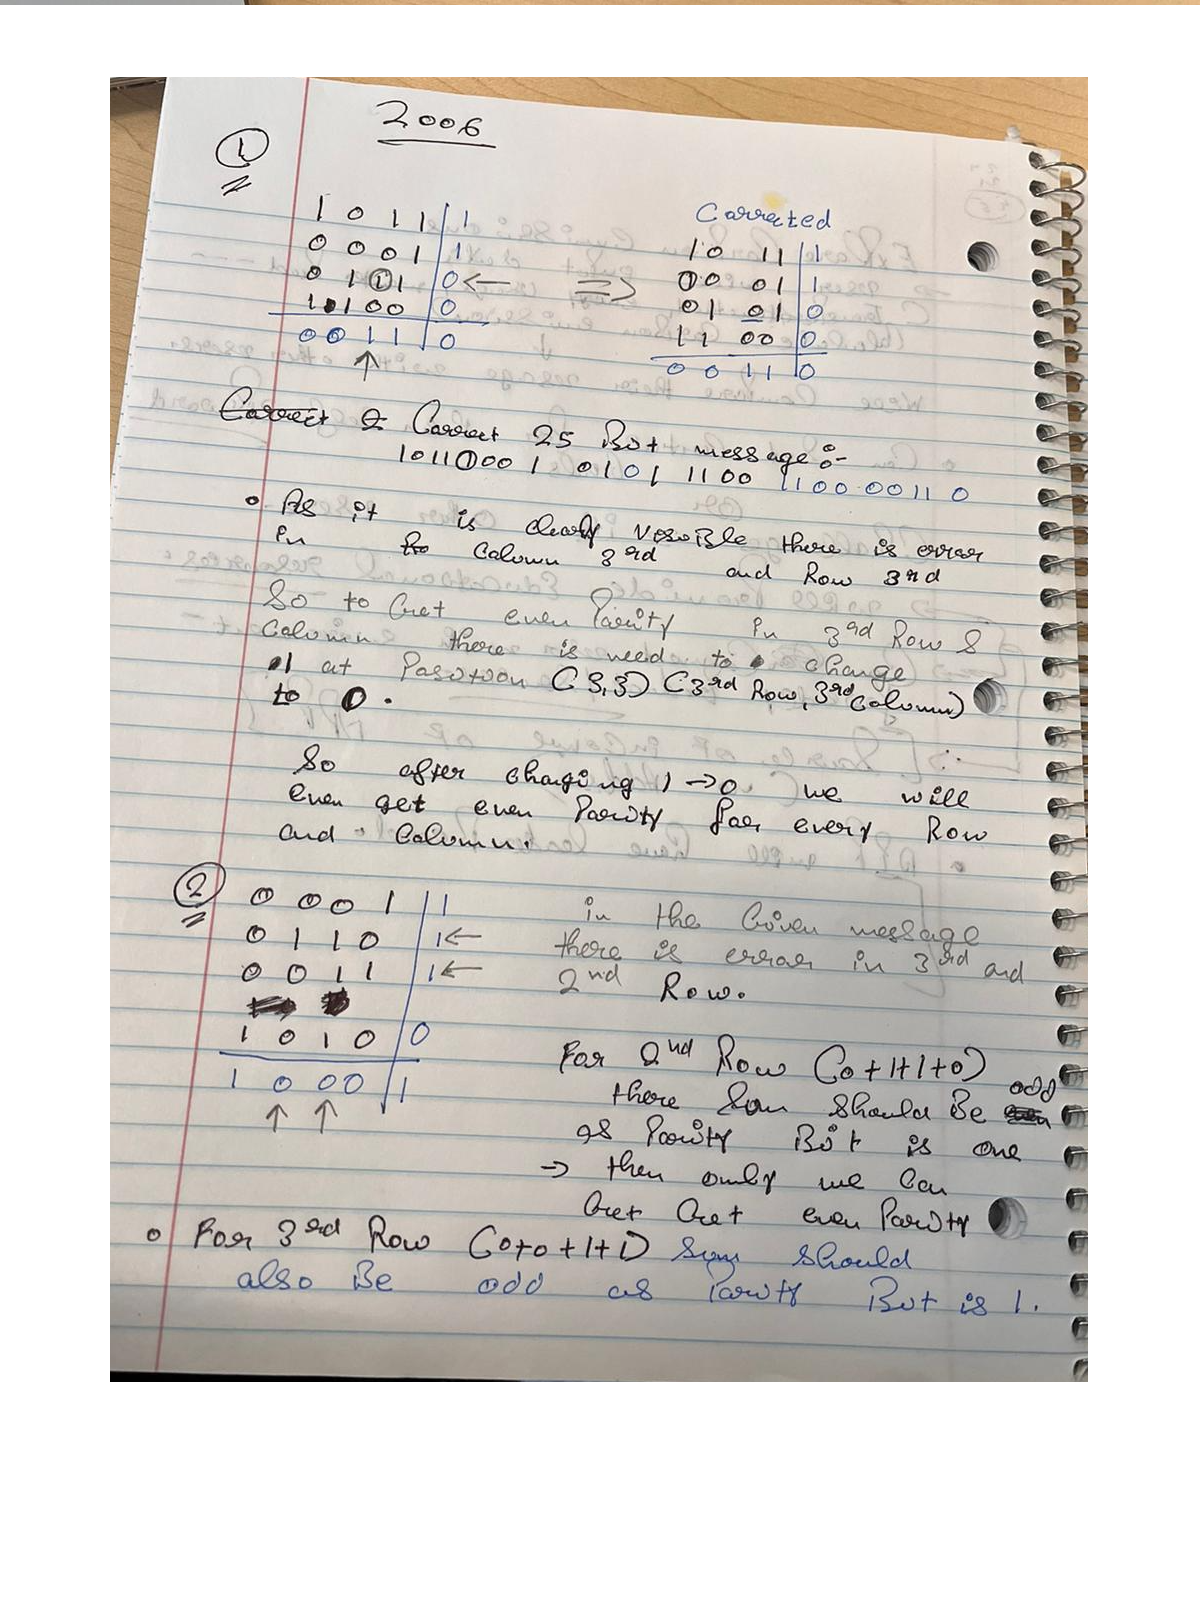 2006
1
1 0 1 1 | 1
0 0 0 1 | 1
0 1 1 1 | 0 ←
1 1 0 0 | 0
0 0 1 1 | 0
↑
⇒
Corrected
1 0 1 1 | 1
0 0 0 1 | 1
0 1 0 1 | 0
1 1 0 0 | 0
0 0 1 1 | 0
Correct 25 Bit message :-
1011 0001 0101 1100 1100 00110
• As it is clearly visible there is error
in Column 3rd and Row 3rd
So to Get even Parity in 3rd Row &
Column there is need to change
1 at Position (3,3) (3rd Row, 3rd Column)
to 0.
So after changing 1 → 0 we will
even get even Parity for every Row
and Column.
2
0 0 0 1 | 1
0 1 1 0 | 1 ←
0 0 1 1 | 1 ←
1 0 1 0 | 0
1 0 0 0 | 1
↑ ↑
in the Given message
there is error in 3rd and
2nd Row.
For 2nd Row (0+1+1+0)
there Sum should Be odd
as Parity Bit is one
→ then only we Can
Get Get even Parity
• For 3rd Row (0+0+1+1) Sum should
also Be odd as Parity Bit is 1.